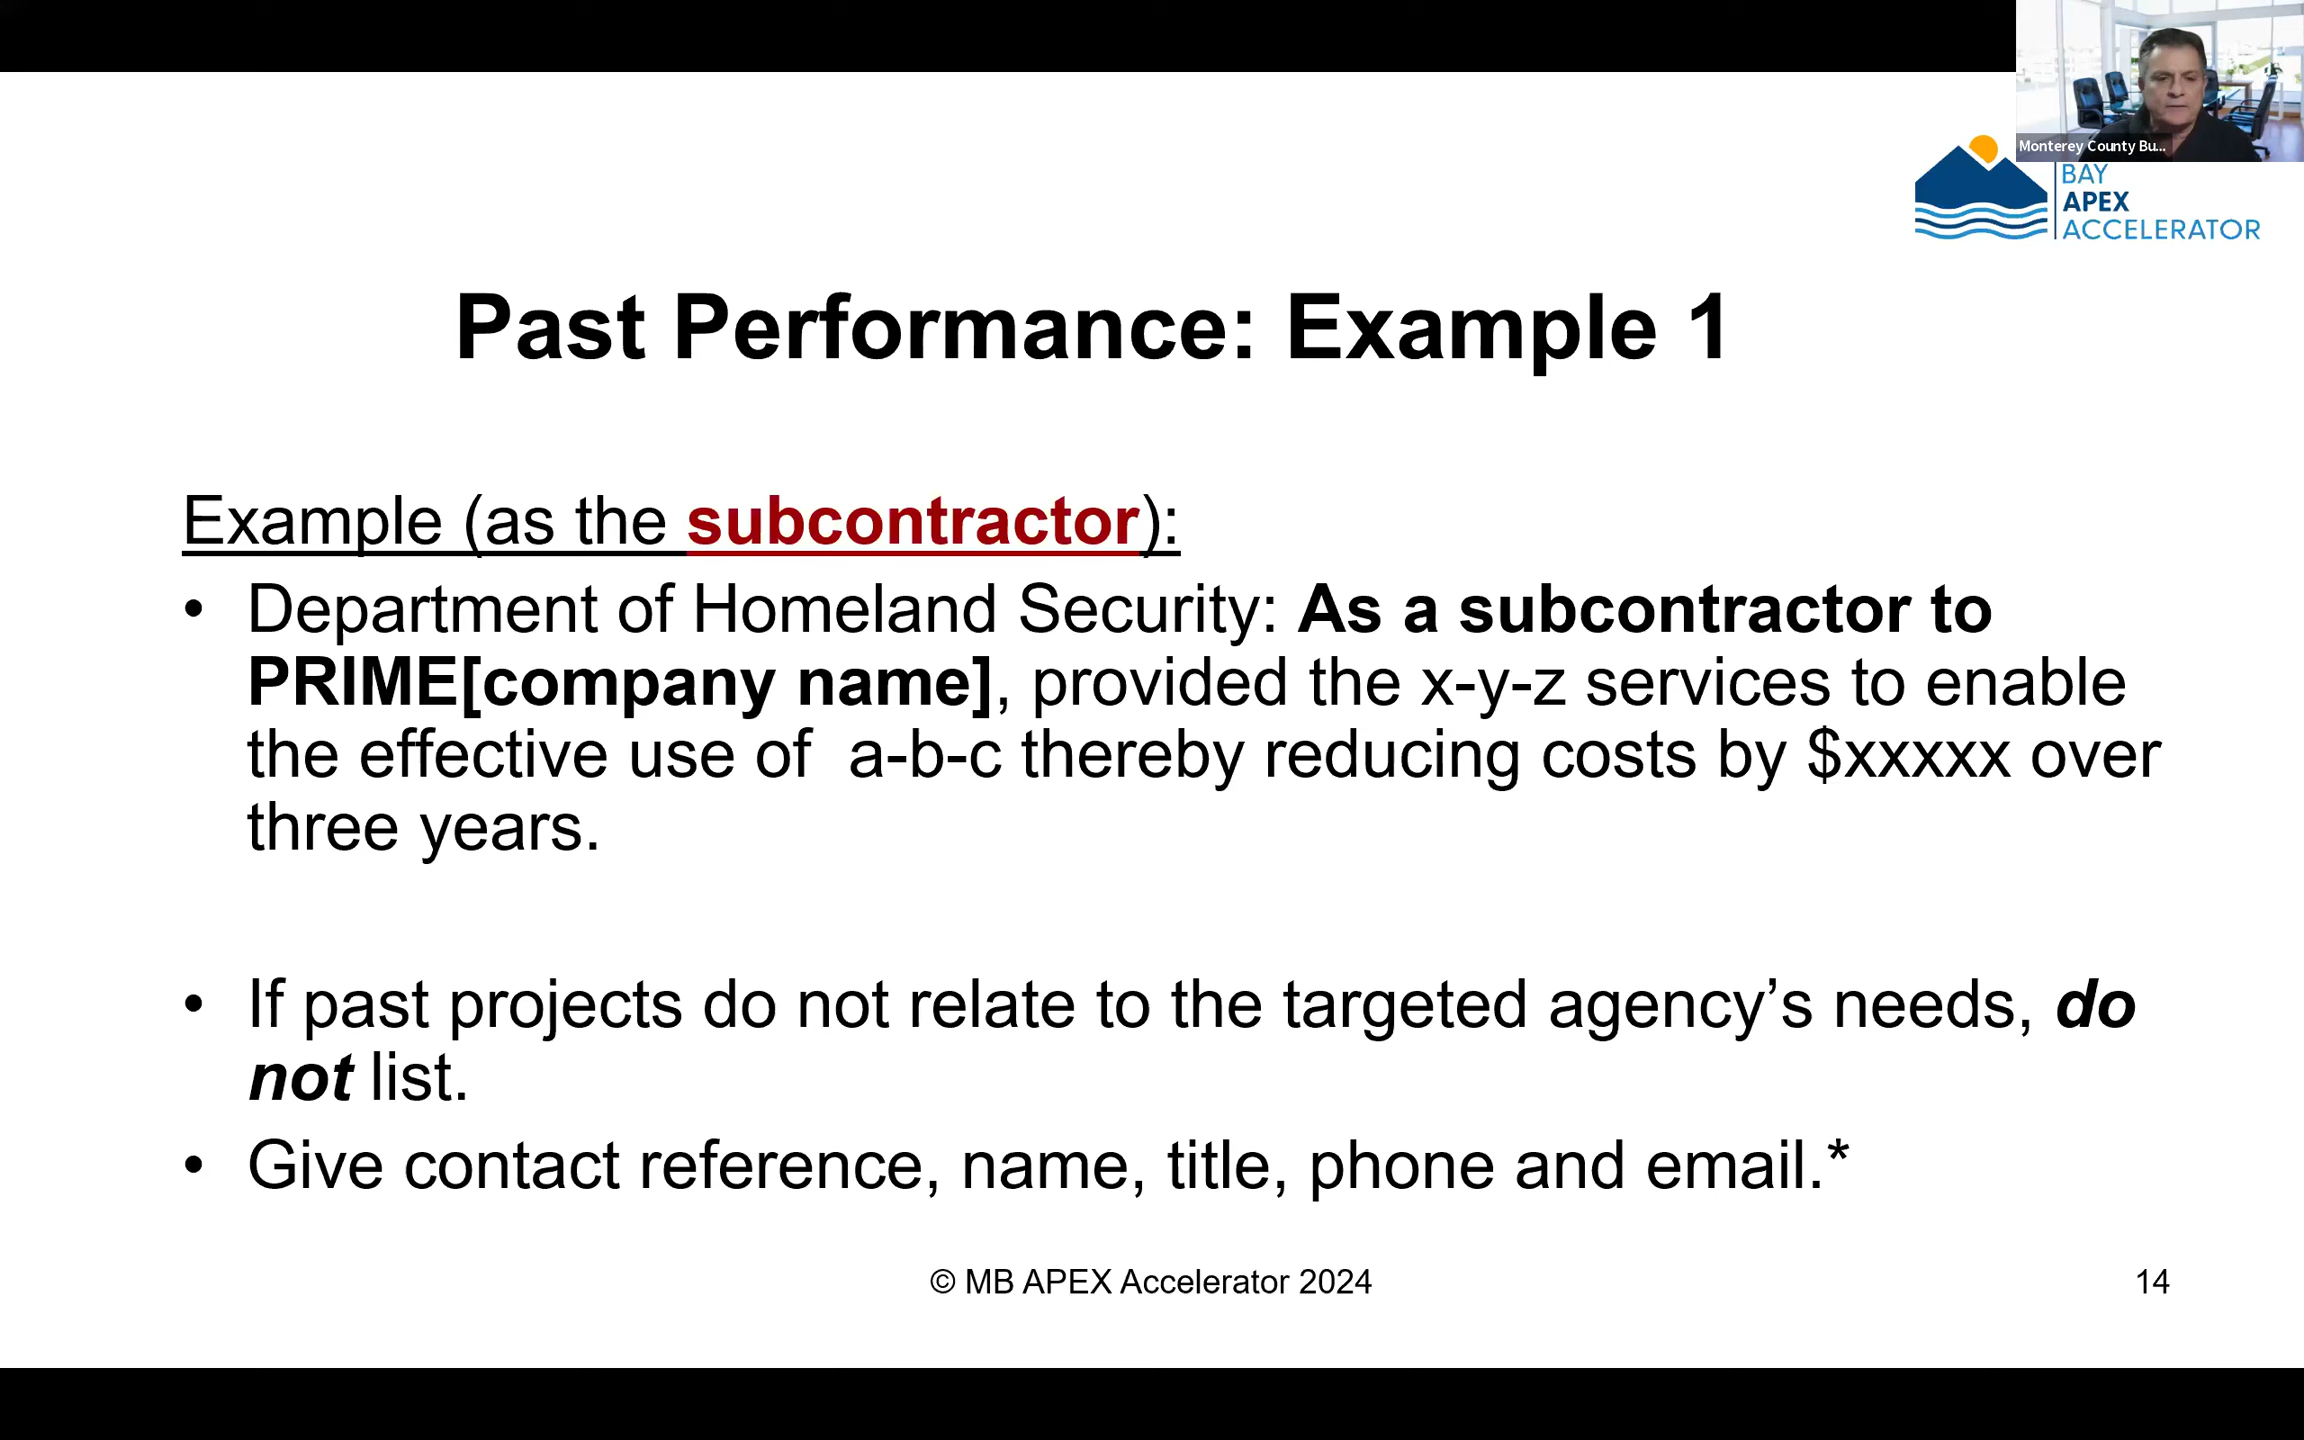 Monterey County Bu...
BAY
APEX
ACCELERATOR
Past Performance: Example 1
Example (as the subcontractor):
• Department of Homeland Security: As a subcontractor to
PRIME[company name], provided the x-y-z services to enable
the effective use of  a-b-c thereby reducing costs by $xxxxx over
three years.
• If past projects do not relate to the targeted agency’s needs, do
not list.
• Give contact reference, name, title, phone and email.*
© MB APEX Accelerator 2024
14